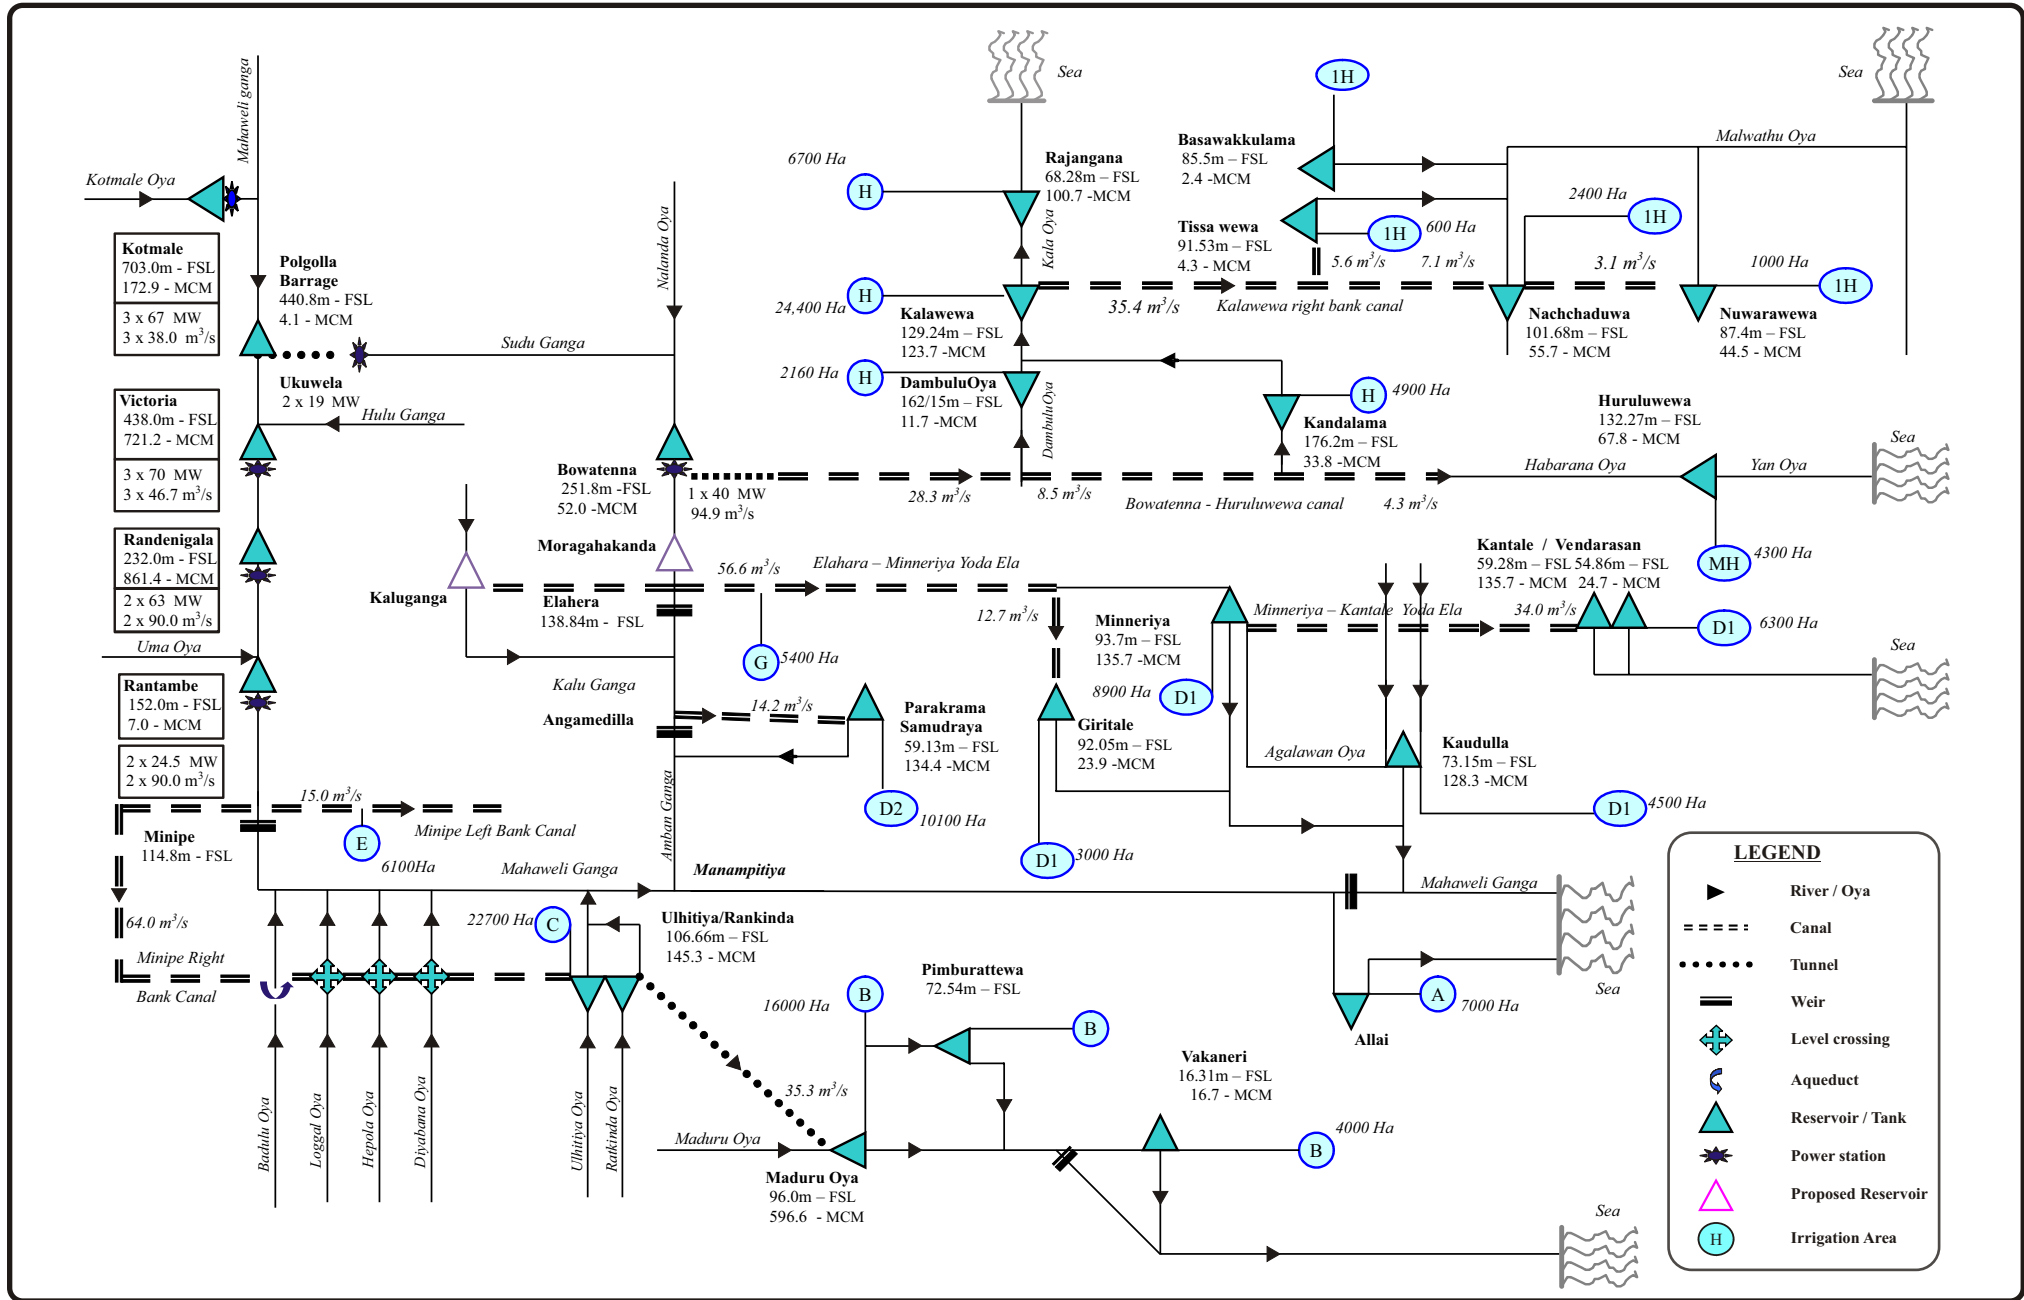 Mahaweli ganga
Kotmale Oya
Kotmale
703.0m - FSL
172.9 - MCM
3 x 67 MW
3 x 38.0 m³/s
Polgolla
Barrage
440.8m - FSL
4.1 - MCM
Ukuwela
2 x 19 MW
Sudu Ganga
Hulu Ganga
Nalanda Oya
Victoria
438.0m - FSL
721.2 - MCM
3 x 70 MW
3 x 46.7 m³/s
Randenigala
232.0m - FSL
861.4 - MCM
2 x 63 MW
2 x 90.0 m³/s
Uma Oya
Rantambe
152.0m - FSL
7.0 - MCM
2 x 24.5 MW
2 x 90.0 m³/s
15.0 m³/s
Minipe Left Bank Canal
E
6100Ha
Minipe
114.8m - FSL
64.0 m³/s
Minipe Right
Bank Canal
Mahaweli Ganga
Manampitiya
Bowatenna
251.8m -FSL
52.0 -MCM
1 x 40 MW
94.9 m³/s
28.3 m³/s
8.5 m³/s
Bowatenna - Huruluwewa canal
4.3 m³/s
Moragahakanda
Kaluganga
Elahera
138.84m - FSL
56.6 m³/s
Elahara – Minneriya Yoda Ela
G
5400 Ha
Kalu Ganga
Angamedilla
14.2 m³/s
Amban Ganga
Parakrama
Samudraya
59.13m – FSL
134.4 -MCM
D2
10100 Ha
12.7 m³/s
Giritale
92.05m – FSL
23.9 -MCM
D1
3000 Ha
Minneriya
93.7m – FSL
135.7 -MCM
8900 Ha
D1
Minneriya – Kantale Yoda Ela
34.0 m³/s
Agalawan Oya
Kaudulla
73.15m – FSL
128.3 -MCM
D1
4500 Ha
Kantale / Vendarasan
59.28m – FSL 54.86m – FSL
135.7 - MCM 24.7 - MCM
D1
6300 Ha
Sea
Sea
Rajangana
68.28m – FSL
100.7 -MCM
6700 Ha
H
Kala Oya
24,400 Ha
H
Kalawewa
129.24m – FSL
123.7 -MCM
35.4 m³/s
Kalawewa right bank canal
2160 Ha
H
DambuluOya
162/15m – FSL
11.7 -MCM
DambuluOya
Kandalama
176.2m – FSL
33.8 -MCM
H
4900 Ha
1H
Basawakkulama
85.5m – FSL
2.4 -MCM
Tissa wewa
91.53m – FSL
4.3 - MCM
1H
600 Ha
5.6 m³/s
7.1 m³/s
2400 Ha
1H
3.1 m³/s
Nachchaduwa
101.68m – FSL
55.7 - MCM
1000 Ha
1H
Nuwarawewa
87.4m – FSL
44.5 - MCM
Malwathu Oya
Sea
Huruluwewa
132.27m – FSL
67.8 - MCM
Habarana Oya
Yan Oya
Sea
MH
4300 Ha
Badulu Oya
Loggal Oya
Hepola Oya
Diyabana Oya
Ulhitiya Oya
Ratkinda Oya
22700 Ha
C
Ulhitiya/Rankinda
106.66m – FSL
145.3 - MCM
35.3 m³/s
Maduru Oya
Maduru Oya
96.0m – FSL
596.6 - MCM
16000 Ha
B
Pimburattewa
72.54m – FSL
B
Vakaneri
16.31m – FSL
16.7 - MCM
B
4000 Ha
Sea
Mahaweli Ganga
Sea
A
7000 Ha
Allai
LEGEND
River / Oya
Canal
Tunnel
Weir
Level crossing
Aqueduct
Reservoir / Tank
Power station
Proposed Reservoir
H
Irrigation Area